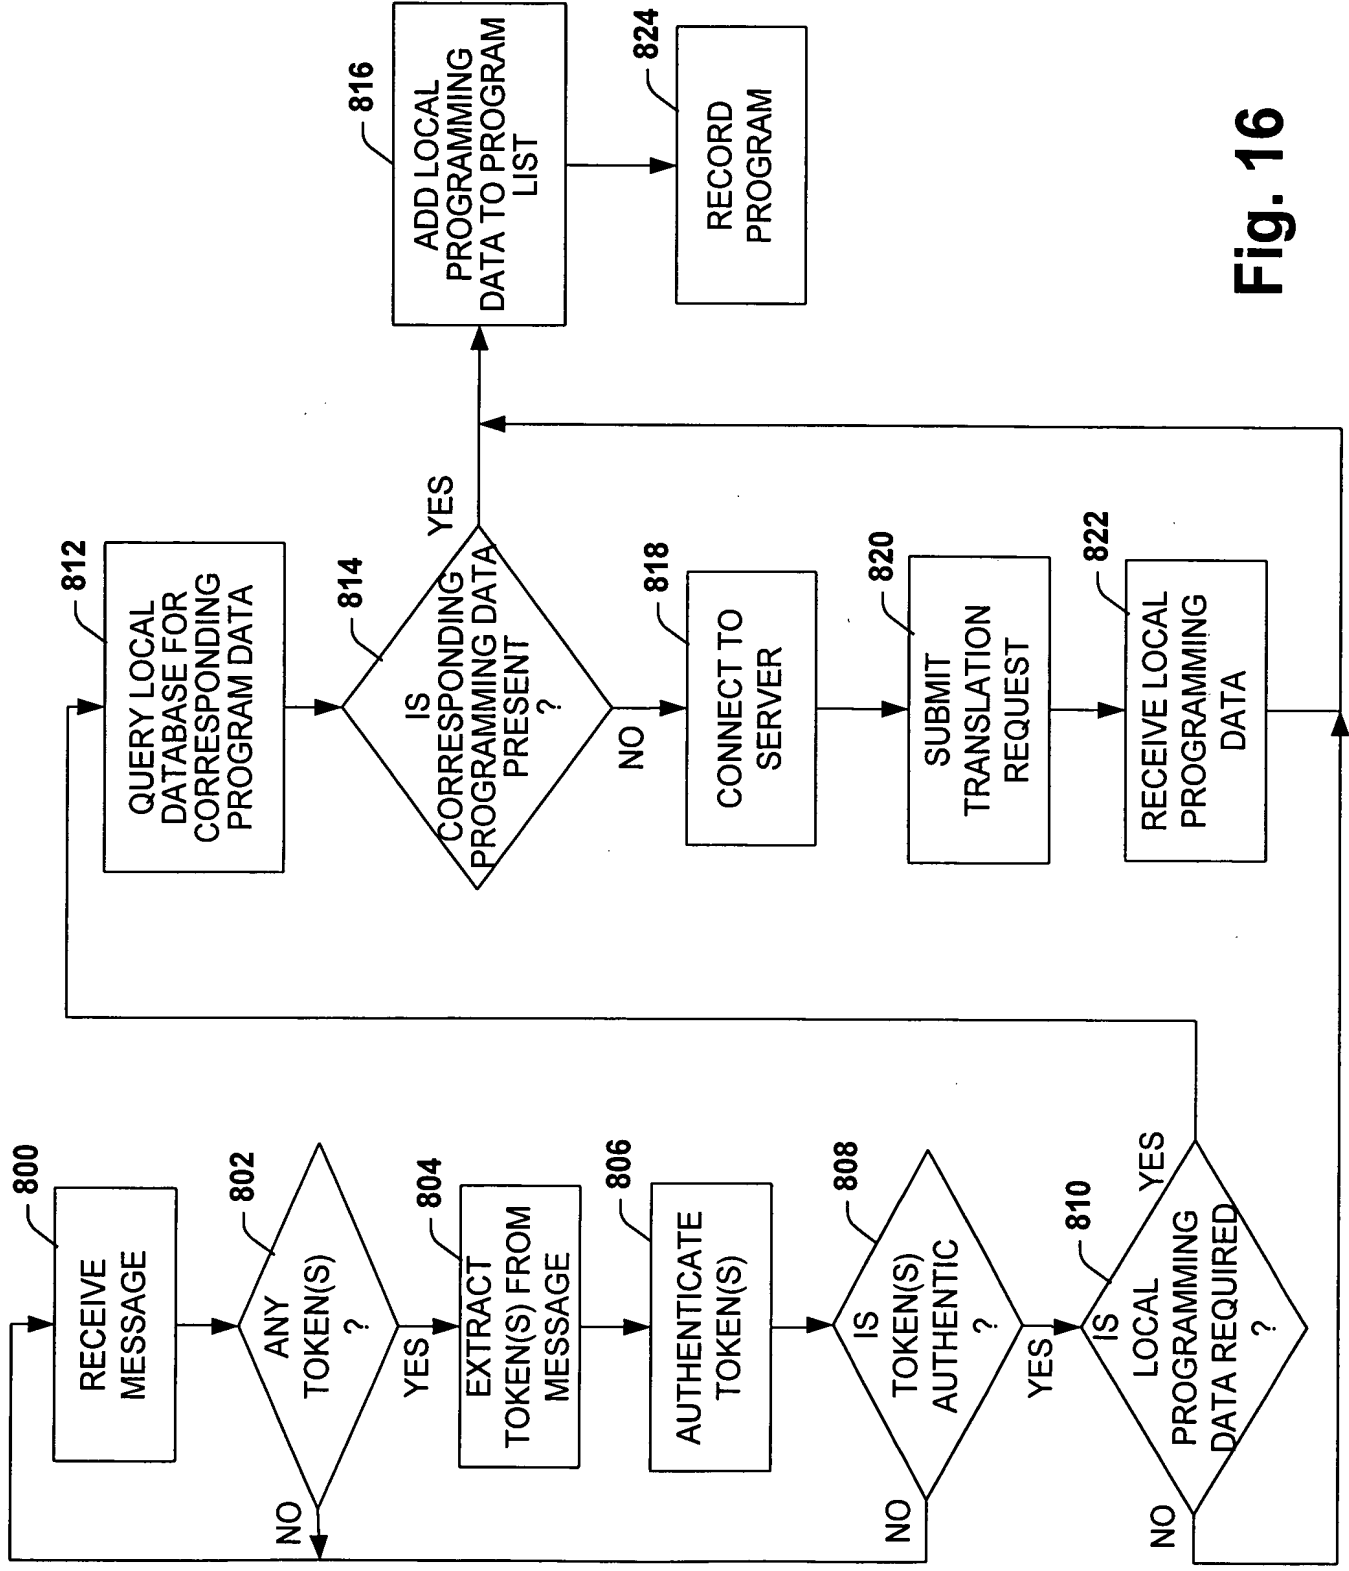 800
RECEIVE
MESSAGE
802
ANY
TOKEN(S)
?
NO
YES
804
EXTRACT
TOKEN(S) FROM
MESSAGE
806
AUTHENTICATE
TOKEN(S)
808
IS
TOKEN(S)
AUTHENTIC
?
NO
YES
810
IS
LOCAL
PROGRAMMING
DATA REQUIRED
?
NO
YES
812
QUERY LOCAL
DATABASE FOR
CORRESPONDING
PROGRAM DATA
814
IS
CORRESPONDING
PROGRAMMING DATA
PRESENT
?
YES
NO
818
CONNECT TO
SERVER
820
SUBMIT
TRANSLATION
REQUEST
822
RECEIVE LOCAL
PROGRAMMING
DATA
816
ADD LOCAL
PROGRAMMING
DATA TO PROGRAM
LIST
824
RECORD
PROGRAM
Fig. 16